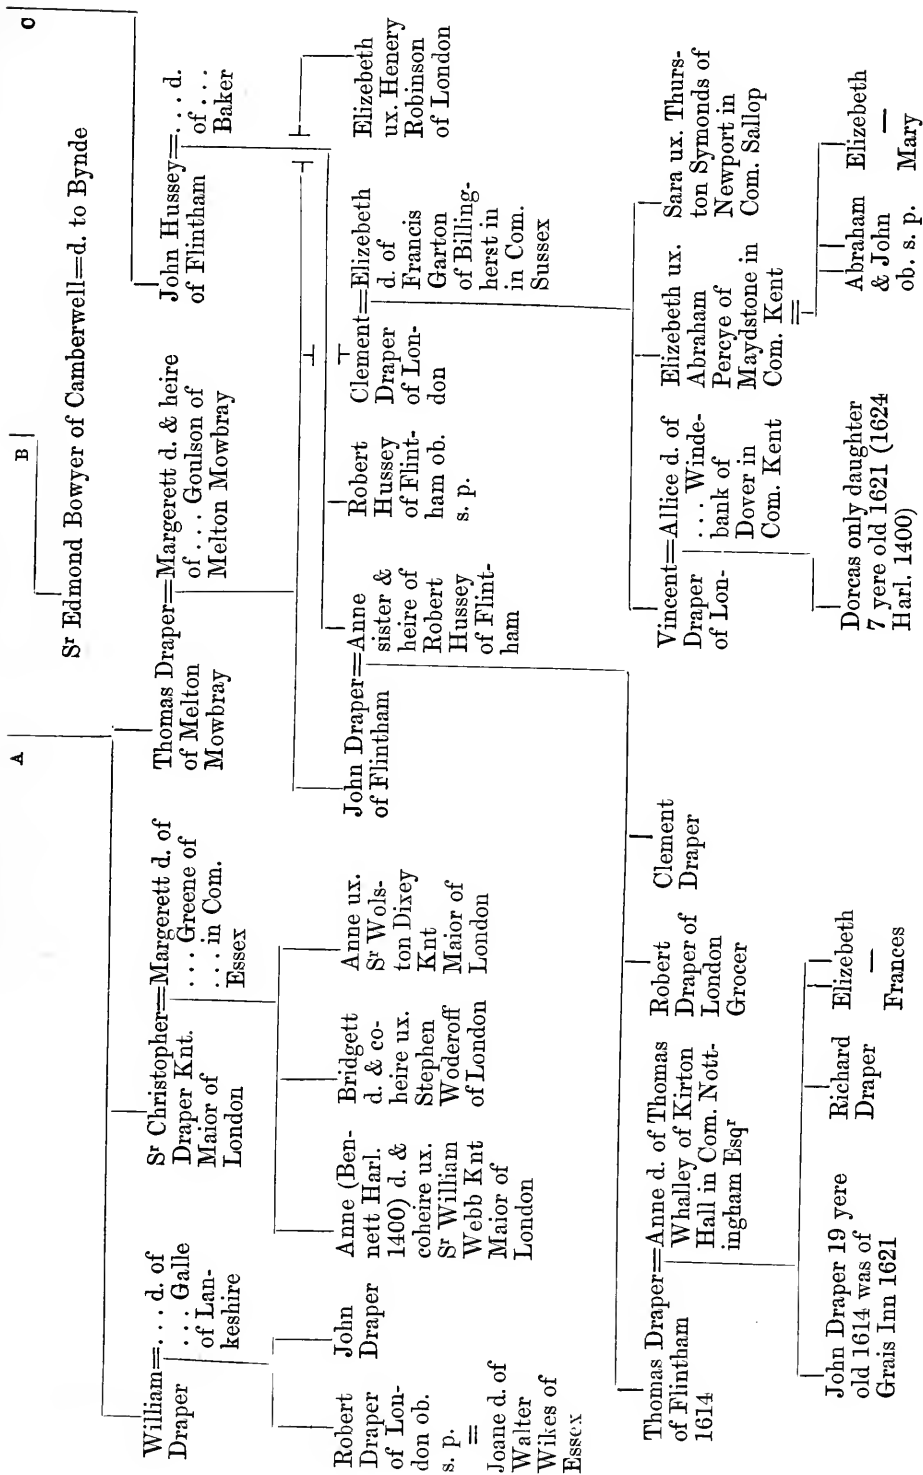 A
B
C
Sr Edmond Bowyer of Camberwell=d. to Bynde
William=. . . . d. of
Draper . . . Galle
of Lan-
keshire
Sr Christopher=Margerett d. of
Draper Knt. . . . Greene of
Maior of . . . in Com.
London Essex
Thomas Draper=Margerett d. & heire
of Melton of . . . . Goulson of
Mowbray Melton Mowbray
John Hussey=. . . . d.
of Flintham of . . .
Baker
Robert
Draper
of Lon-
don ob.
s. p.
=
Joane d. of
Walter
Wilkes of
Essex
John
Draper
Anne (Ben-
nett Harl.
1400) d. &
coheire ux.
Sr William
Webb Knt
Maior of
London
Bridgett
d. & co-
heire ux.
Stephen
Woderoff
of London
Anne ux.
Sr Wols-
ton Dixey
Knt
Maior of
London
John Draper=Anne
of Flintham sister &
heire of
Robert
Hussey
of Flint-
ham
Robert
Hussey
of Flint-
ham ob.
s. p.
Clement=Elizebeth
Draper d. of
of Lon- Francis
don Garton
of Billing-
herst in
in Com.
Sussex
Elizebeth
ux. Henery
Robinson
of London
Thomas Draper=Anne d. of Thomas
of Flintham Whalley of Kirton
1614 Hall in Com. Nott-
ingham Esqr
Robert
Draper of
London
Grocer
Clement
Draper
Vincent=Allice d. of
Draper . . . Winde-
of Lon- bank of
Dover in
Com. Kent
Elizebeth ux.
Abraham
Percye of
Maydstone in
Com. Kent
=
Sara ux. Thurs-
ton Symonds of
Newport in
Com. Sallop
John Draper 19 yere
old 1614 was of
Grais Inn 1621
Richard
Draper
Elizebeth
—
Frances
Dorcas only daughter
7 yere old 1621 (1624
Harl. 1400)
Abraham
& John
ob. s. p.
Elizebeth
—
Mary